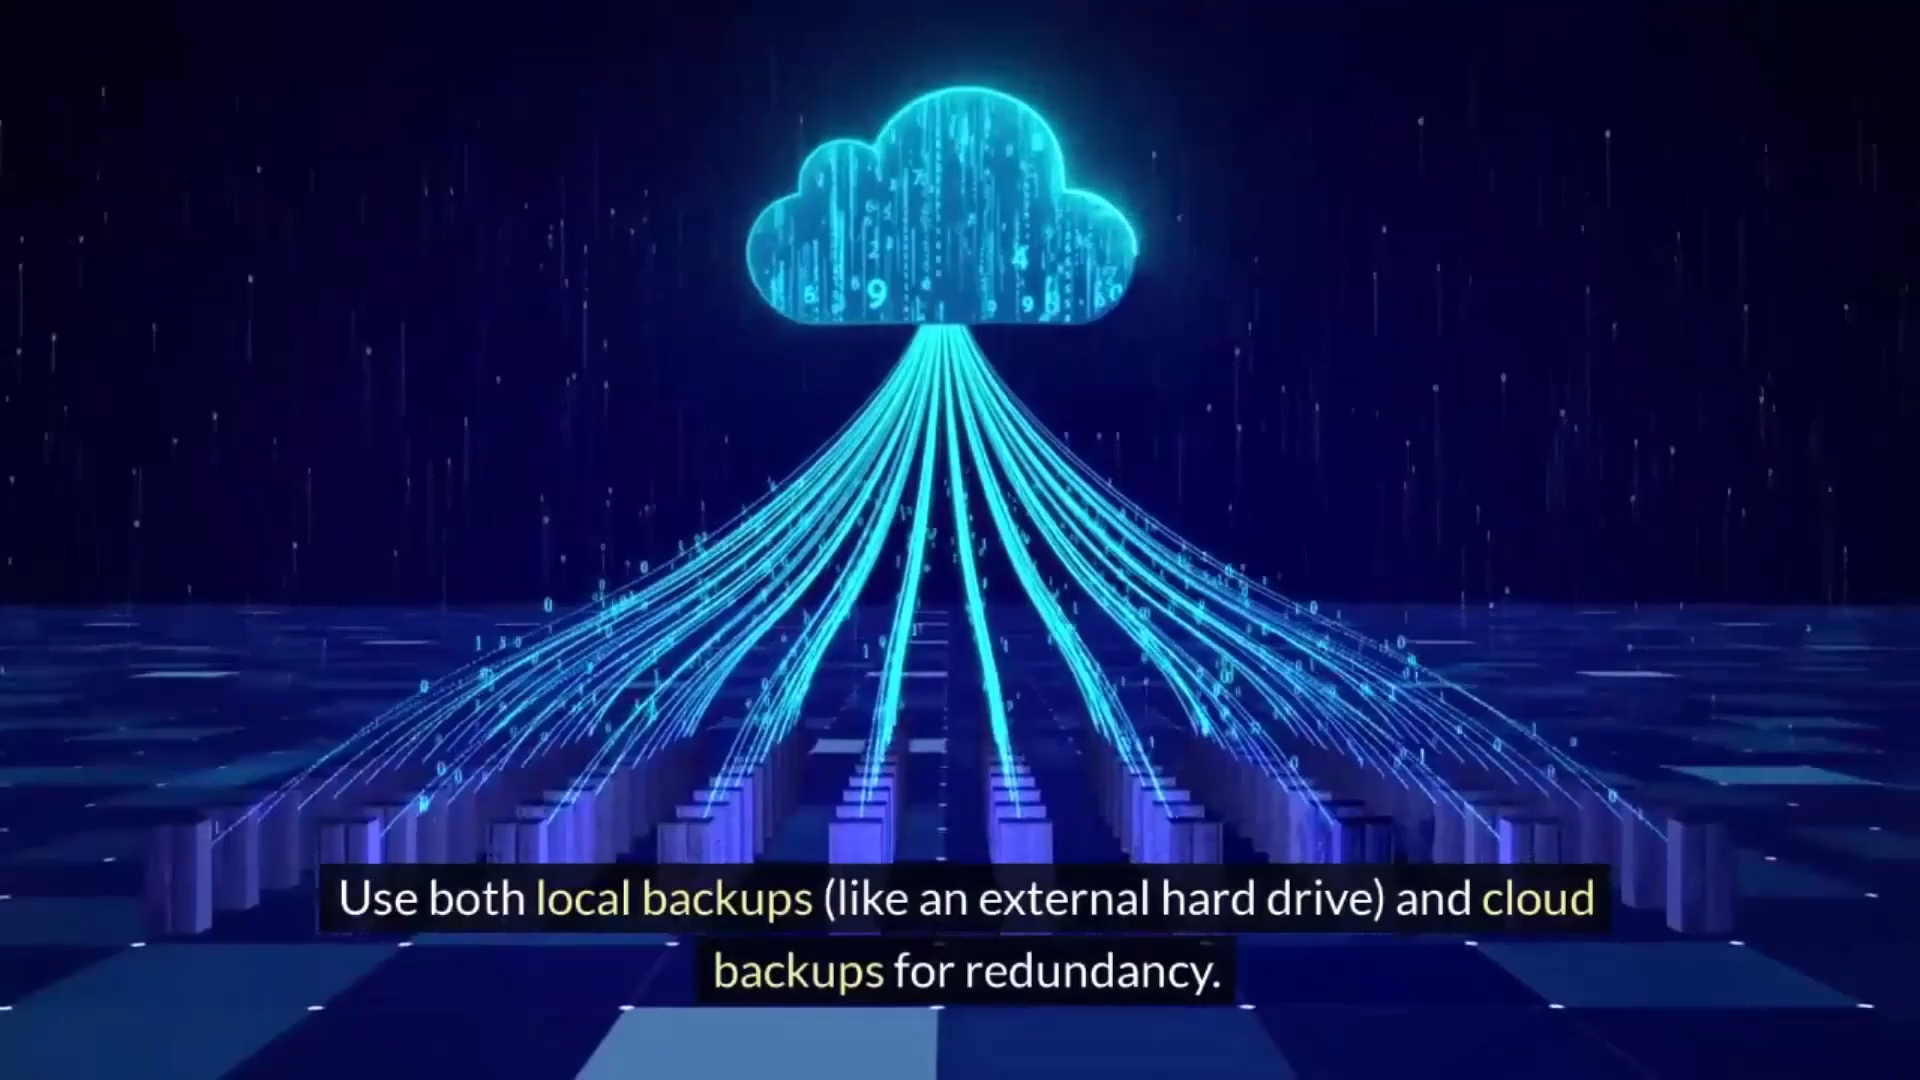 Use both local backups (like an external hard drive) and cloud
backups for redundancy.